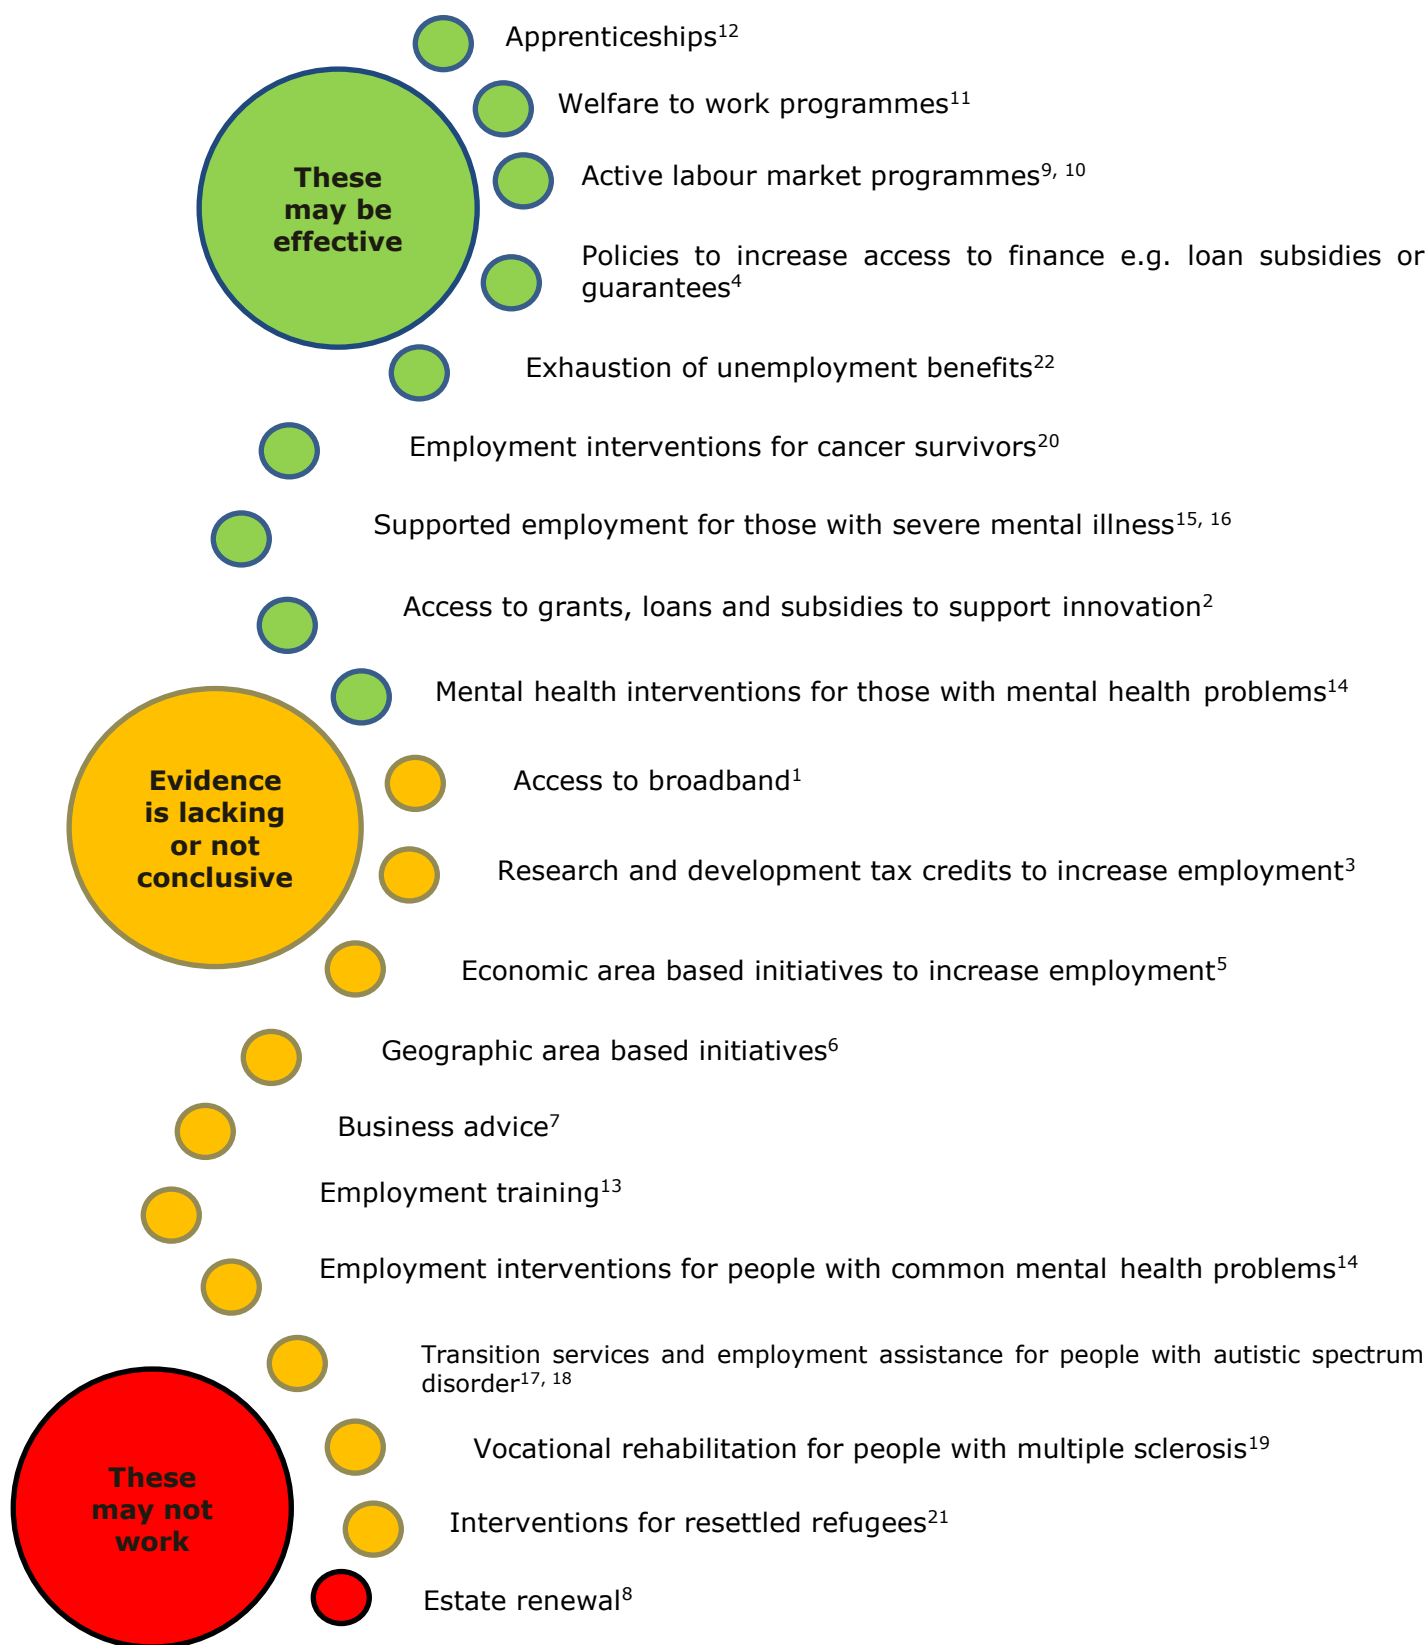 Apprenticeships12
Welfare to work programmes11
These
may be
effective
Active labour market programmes9, 10
Policies to increase access to finance e.g. loan subsidies or
guarantees4
Exhaustion of unemployment benefits22
Employment interventions for cancer survivors20
Supported employment for those with severe mental illness15, 16
Access to grants, loans and subsidies to support innovation2
Mental health interventions for those with mental health problems14
Evidence
is lacking
or not
conclusive
Access to broadband1
Research and development tax credits to increase employment3
Economic area based initiatives to increase employment5
Geographic area based initiatives6
Business advice7
Employment training13
Employment interventions for people with common mental health problems14
Transition services and employment assistance for people with autistic spectrum
disorder17, 18
Vocational rehabilitation for people with multiple sclerosis19
These
may not
work
Interventions for resettled refugees21
Estate renewal8